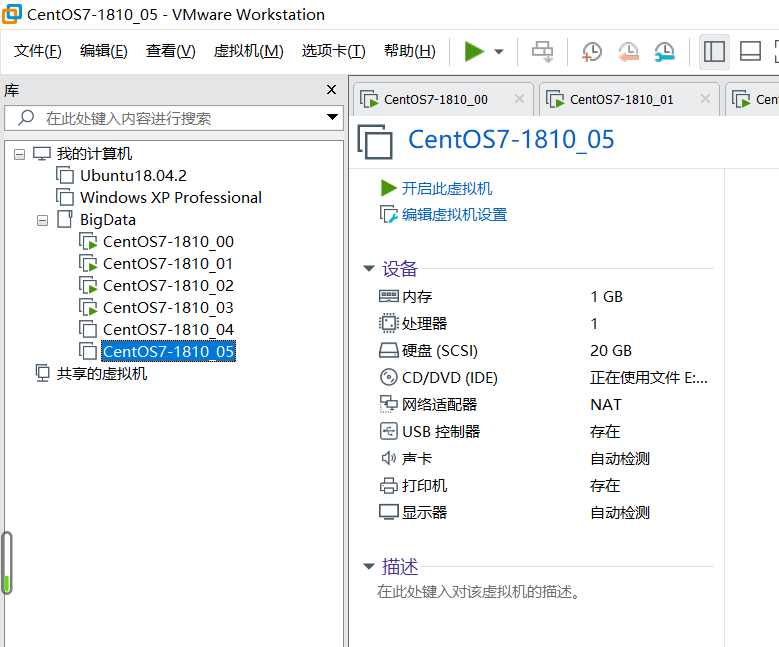 CentOS7-1810_05 - VMware Workstation
文件(F) 编辑(E) 查看(V) 虚拟机(M) 选项卡(T) 帮助(H)
库
在此处键入内容进行搜索
我的计算机
Ubuntu18.04.2
Windows XP Professional
BigData
CentOS7-1810_00
CentOS7-1810_01
CentOS7-1810_02
CentOS7-1810_03
CentOS7-1810_04
CentOS7-1810_05
共享的虚拟机
CentOS7-1810_00 CentOS7-1810_01 Cent
CentOS7-1810_05
开启此虚拟机
编辑虚拟机设置
设备
内存 1 GB
处理器 1
硬盘 (SCSI) 20 GB
CD/DVD (IDE) 正在使用文件 E:...
网络适配器 NAT
USB 控制器 存在
声卡 自动检测
打印机 存在
显示器 自动检测
描述
在此处键入对该虚拟机的描述。